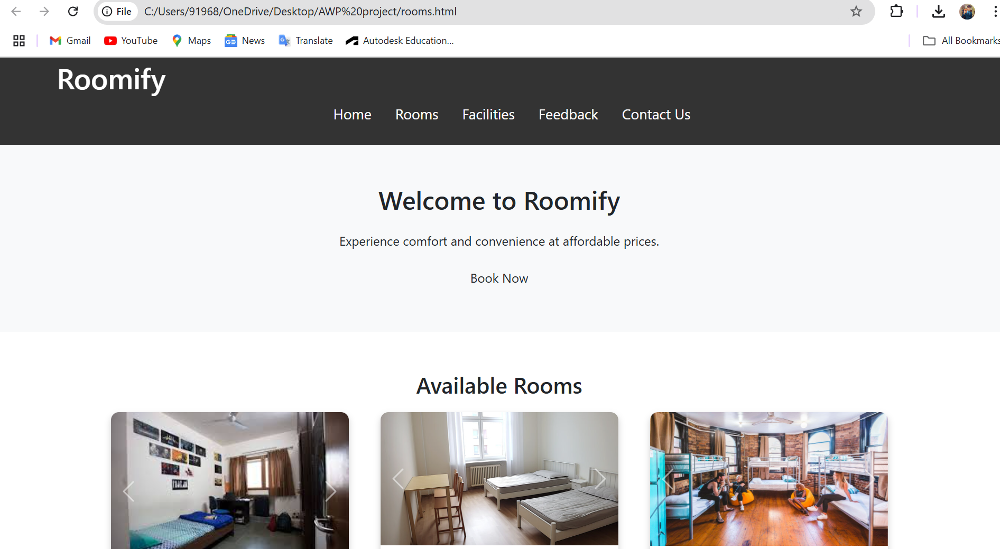 File C:/Users/91968/OneDrive/Desktop/AWP%20project/rooms.html
Gmail YouTube Maps News Translate Autodesk Education... All Bookmarks
Roomify
Home Rooms Facilities Feedback Contact Us
Welcome to Roomify
Experience comfort and convenience at affordable prices.
Book Now
Available Rooms